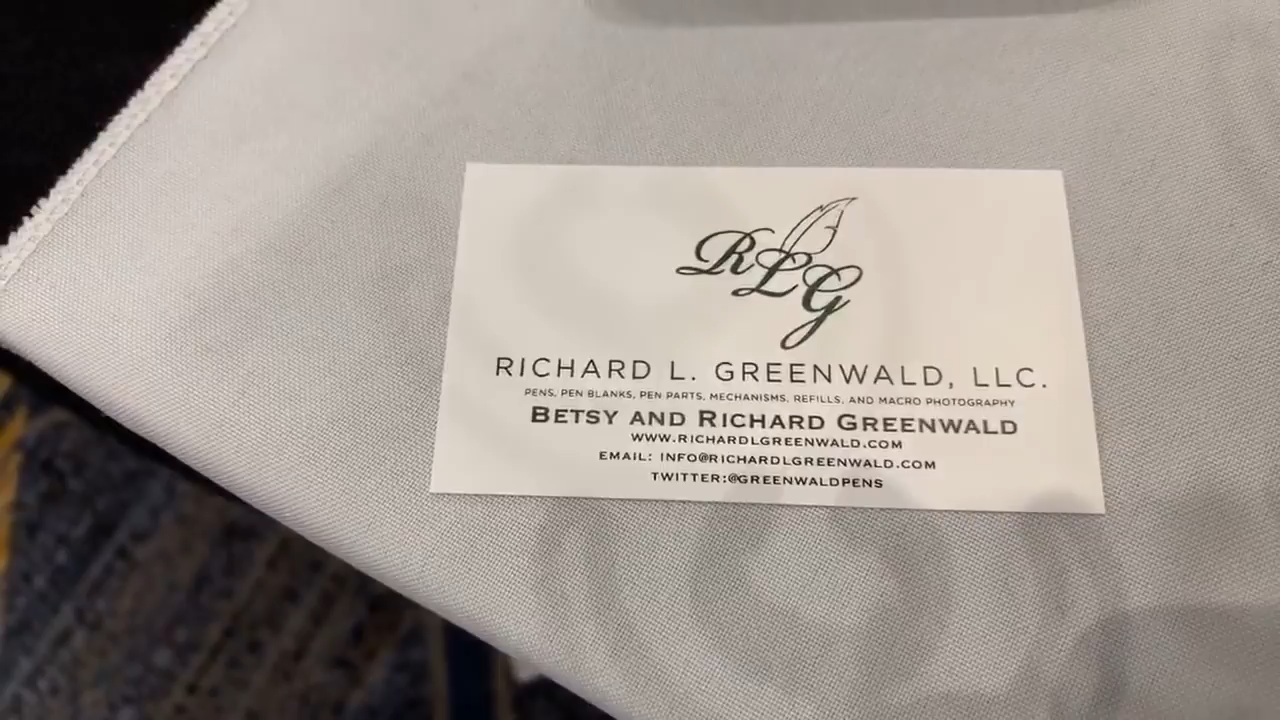 RLG
RICHARD L. GREENWALD, LLC.
PENS, PEN BLANKS, PEN PARTS, MECHANISMS, REFILLS, AND MACRO PHOTOGRAPHY
BETSY AND RICHARD GREENWALD
WWW.RICHARDLGREENWALD.COM
EMAIL: INFO@RICHARDLGREENWALD.COM
TWITTER:@GREENWALDPENS